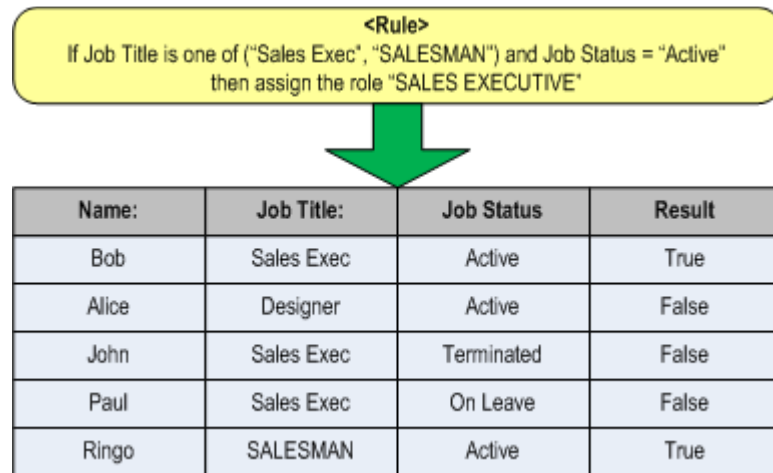 <Rule>
If Job Title is one of (“Sales Exec”, “SALESMAN”) and Job Status = “Active”
then assign the role “SALES EXECUTIVE”
Name: Job Title: Job Status Result
Bob Sales Exec Active True
Alice Designer Active False
John Sales Exec Terminated False
Paul Sales Exec On Leave False
Ringo SALESMAN Active True